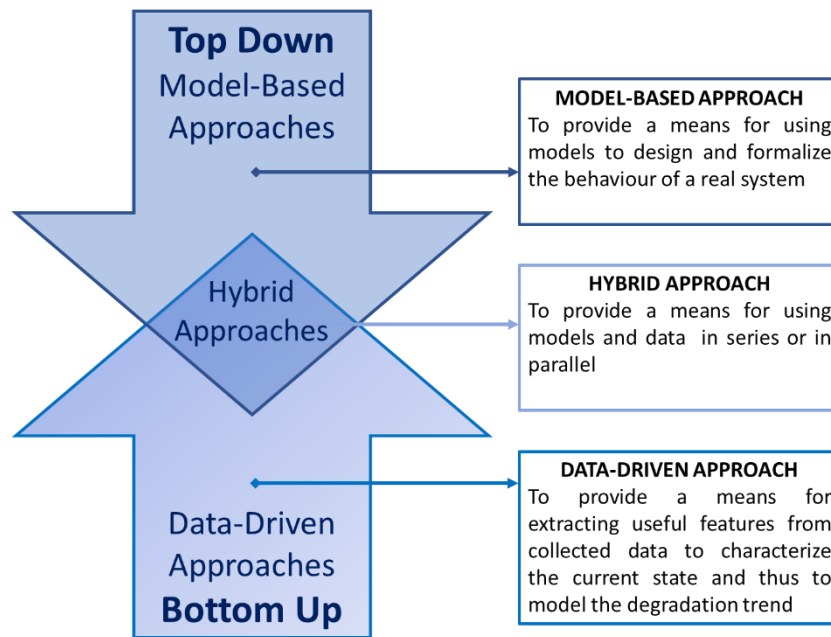 Top Down
Model-Based
Approaches
MODEL-BASED APPROACH
To provide a means for using
models to design and formalize
the behaviour of a real system
Hybrid
Approaches
HYBRID APPROACH
To provide a means for using
models and data in series or in
parallel
Data-Driven
Approaches
Bottom Up
DATA-DRIVEN APPROACH
To provide a means for
extracting useful features from
collected data to characterize
the current state and thus to
model the degradation trend